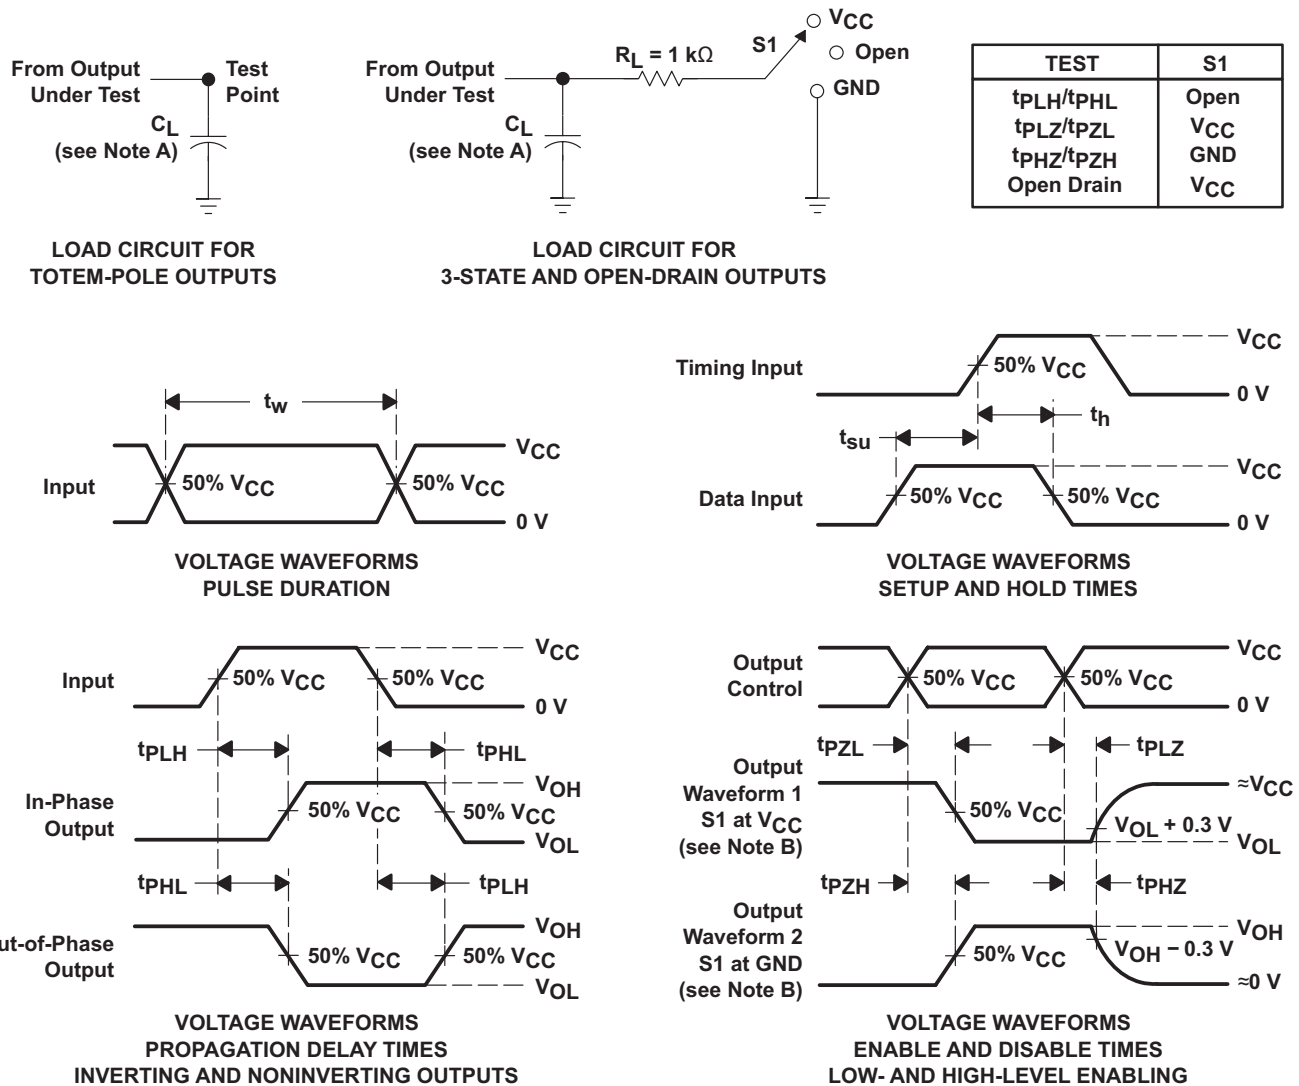 From Output
Under Test
Test
Point
CL
(see Note A)
LOAD CIRCUIT FOR
TOTEM-POLE OUTPUTS
From Output
Under Test
CL
(see Note A)
RL = 1 kΩ
S1
VCC
Open
GND
LOAD CIRCUIT FOR
3-STATE AND OPEN-DRAIN OUTPUTS
TEST S1
tPLH/tPHL Open
tPLZ/tPZL VCC
tPHZ/tPZH GND
Open Drain VCC
tw
Input
50% VCC
50% VCC
VCC
0 V
VOLTAGE WAVEFORMS
PULSE DURATION
Timing Input
50% VCC
VCC
0 V
tsu
th
Data Input
50% VCC
50% VCC
VCC
0 V
VOLTAGE WAVEFORMS
SETUP AND HOLD TIMES
Input
50% VCC
50% VCC
VCC
0 V
tPLH
tPHL
In-Phase
Output
50% VCC
50% VCC
VOH
VOL
tPHL
tPLH
ut-of-Phase
Output
50% VCC
50% VCC
VOH
VOL
VOLTAGE WAVEFORMS
PROPAGATION DELAY TIMES
INVERTING AND NONINVERTING OUTPUTS
Output
Control
50% VCC
50% VCC
VCC
0 V
tPZL
tPLZ
Output
Waveform 1
S1 at VCC
(see Note B)
50% VCC
VOL + 0.3 V
≈VCC
VOL
tPZH
tPHZ
Output
Waveform 2
S1 at GND
(see Note B)
50% VCC
VOH − 0.3 V
VOH
≈0 V
VOLTAGE WAVEFORMS
ENABLE AND DISABLE TIMES
LOW- AND HIGH-LEVEL ENABLING